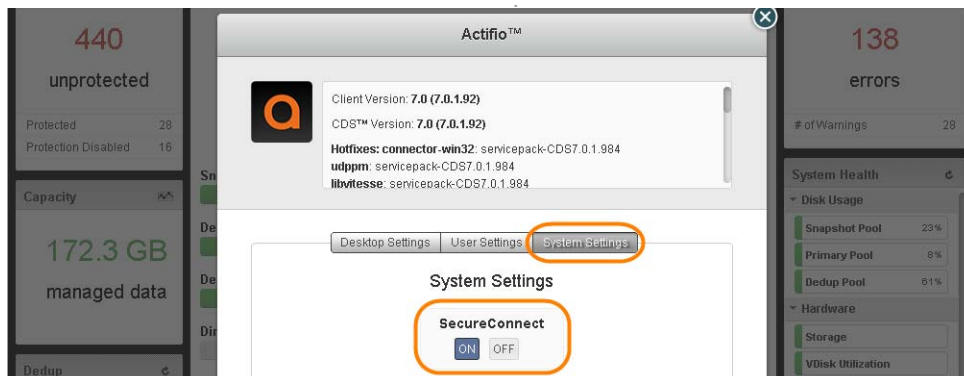 Actifio™
440
unprotected
Protected 28
Protection Disabled 16
Capacity
172.3 GB
managed data
Dedup
Sn
De
De
Dir
Client Version: 7.0 (7.0.1.92)
CDS™ Version: 7.0 (7.0.1.92)
Hotfixes: connector-win32: servicepack-CDS7.0.1.984
udppm: servicepack-CDS7.0.1.984
libvitesse: servicepack-CDS7.0.1.984
Desktop Settings User Settings System Settings
System Settings
SecureConnect
ON OFF
138
errors
# of Warnings 28
System Health
Disk Usage
Snapshot Pool 23%
Primary Pool 8%
Dedup Pool 61%
Hardware
Storage
VDisk Utilization